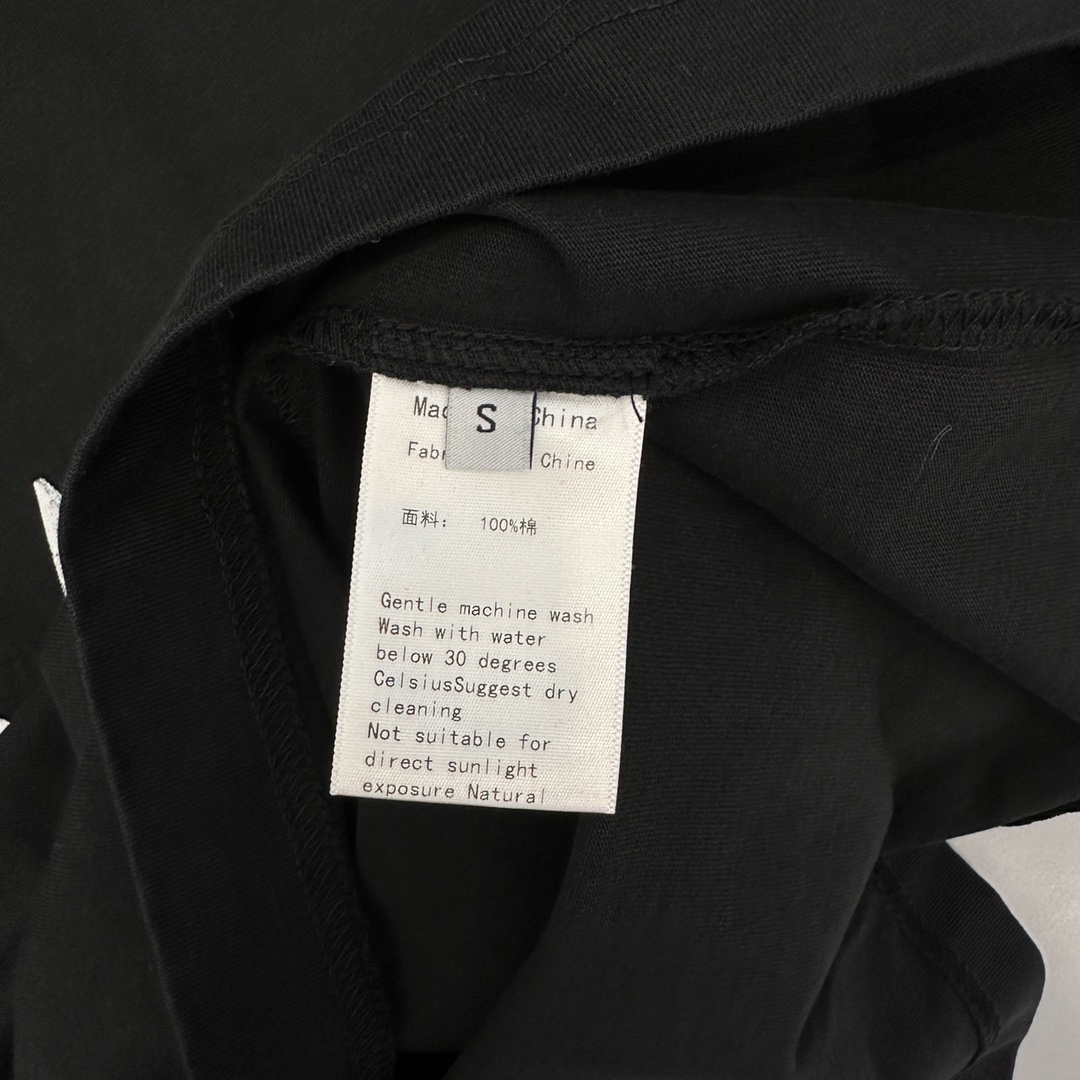 S
Mac China
Fabr Chine
面料: 100%棉
Gentle machine wash
Wash with water
below 30 degrees
CelsiusSuggest dry
cleaning
Not suitable for
direct sunlight
exposure Natural